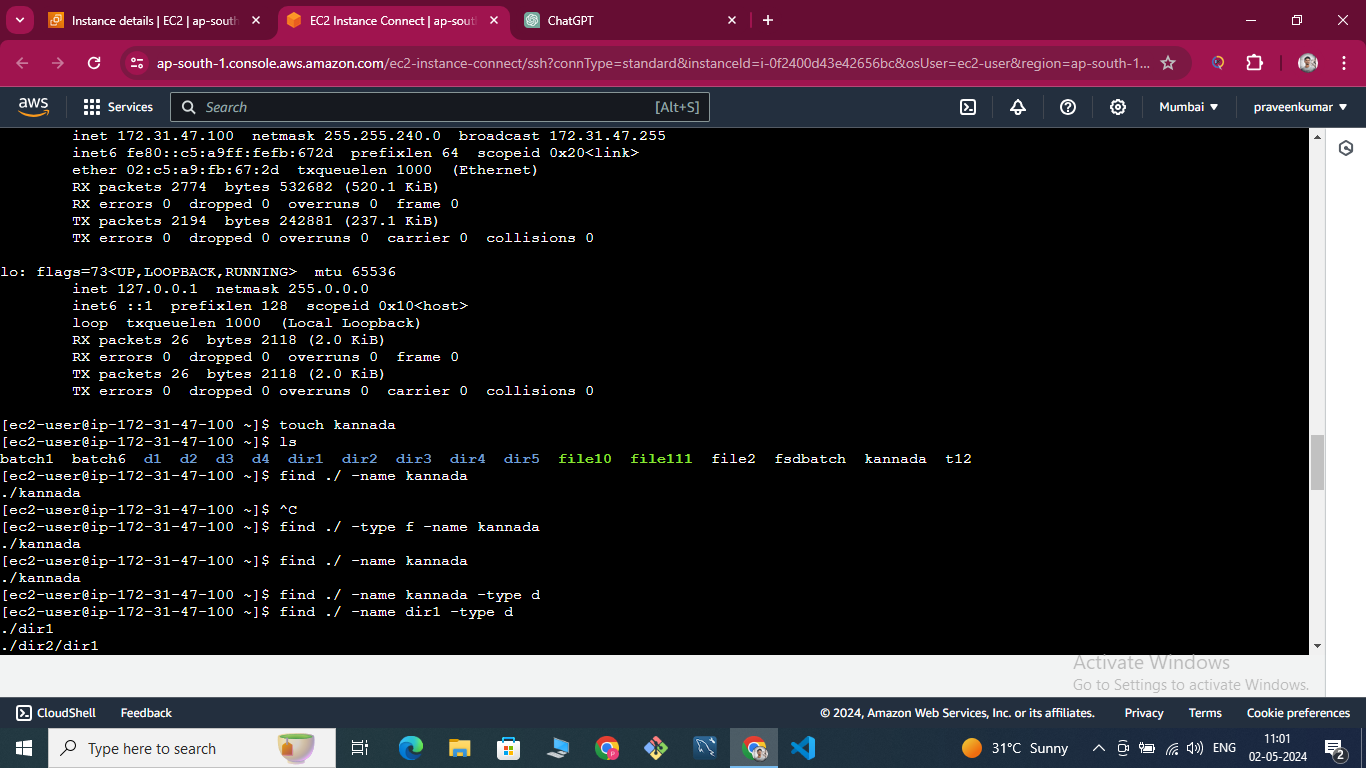 Instance details | EC2 | ap-south
EC2 Instance Connect | ap-sout
ChatGPT
ap-south-1.console.aws.amazon.com/ec2-instance-connect/ssh?connType=standard&instanceId=i-0f2400d43e42656bc&osUser=ec2-user&region=ap-south-1...
aws
Services
Search
[Alt+S]
Mumbai
praveenkumar
inet 172.31.47.100  netmask 255.255.240.0  broadcast 172.31.47.255
inet6 fe80::c5:a9ff:fefb:672d  prefixlen 64  scopeid 0x20<link>
ether 02:c5:a9:fb:67:2d  txqueuelen 1000  (Ethernet)
RX packets 2774  bytes 532682 (520.1 KiB)
RX errors 0  dropped 0  overruns 0  frame 0
TX packets 2194  bytes 242881 (237.1 KiB)
TX errors 0  dropped 0 overruns 0  carrier 0  collisions 0
lo: flags=73<UP,LOOPBACK,RUNNING>  mtu 65536
inet 127.0.0.1  netmask 255.0.0.0
inet6 ::1  prefixlen 128  scopeid 0x10<host>
loop  txqueuelen 1000  (Local Loopback)
RX packets 26  bytes 2118 (2.0 KiB)
RX errors 0  dropped 0  overruns 0  frame 0
TX packets 26  bytes 2118 (2.0 KiB)
TX errors 0  dropped 0 overruns 0  carrier 0  collisions 0
[ec2-user@ip-172-31-47-100 ~]$ touch kannada
[ec2-user@ip-172-31-47-100 ~]$ ls
batch1  batch6  d1  d2  d3  d4  dir1  dir2  dir3  dir4  dir5  file10  file111  file2  fsdbatch  kannada  t12
[ec2-user@ip-172-31-47-100 ~]$ find ./ -name kannada
./kannada
[ec2-user@ip-172-31-47-100 ~]$ ^C
[ec2-user@ip-172-31-47-100 ~]$ find ./ -type f -name kannada
./kannada
[ec2-user@ip-172-31-47-100 ~]$ find ./ -name kannada
./kannada
[ec2-user@ip-172-31-47-100 ~]$ find ./ -name kannada -type d
[ec2-user@ip-172-31-47-100 ~]$ find ./ -name dir1 -type d
./dir1
./dir2/dir1
Activate Windows
Go to Settings to activate Windows.
CloudShell
Feedback
© 2024, Amazon Web Services, Inc. or its affiliates.
Privacy
Terms
Cookie preferences
Type here to search
31°C  Sunny
ENG
11:01
02-05-2024
2